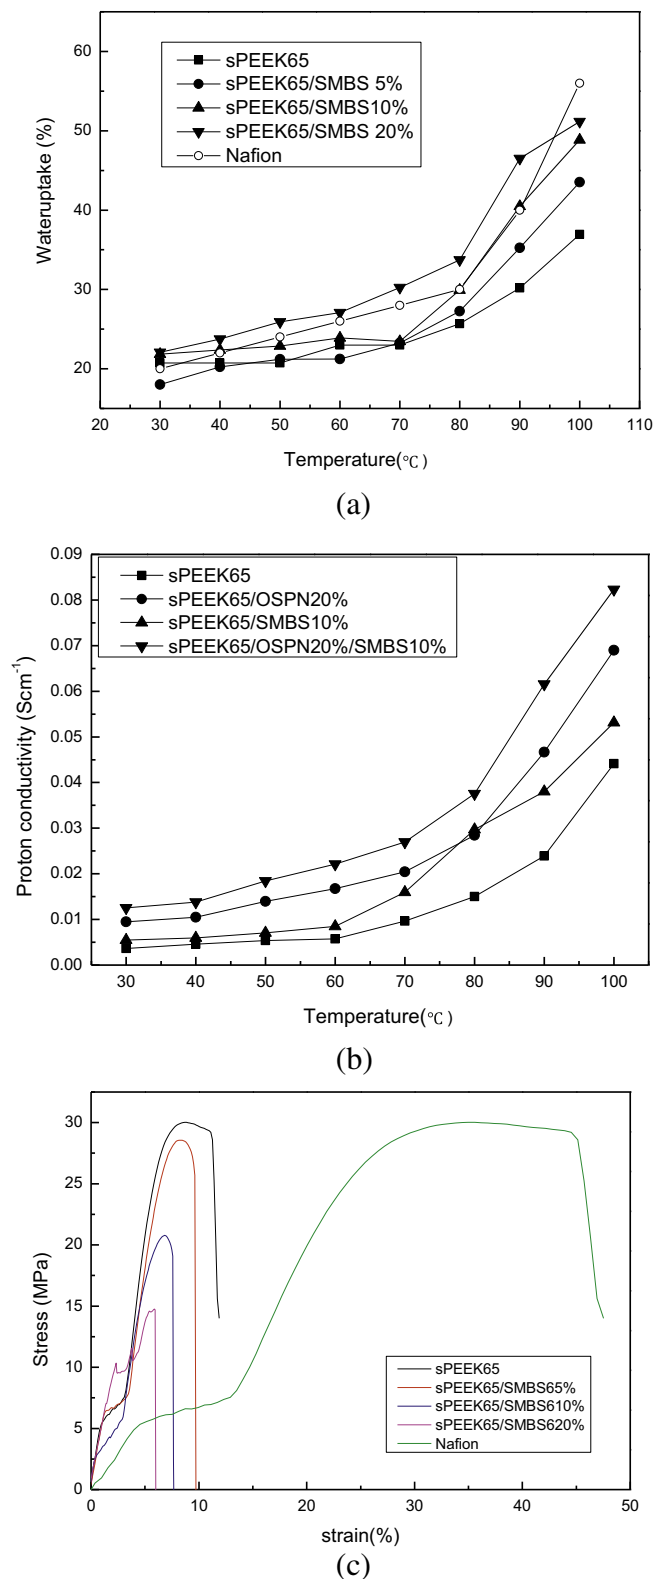 60
50
40
30
20
Wateruptake (%)
sPEEK65
sPEEK65/SMBS 5%
sPEEK65/SMBS10%
sPEEK65/SMBS 20%
Nafion
20 30 40 50 60 70 80 90 100 110
Temperature(℃)
(a)
0.09
0.08
0.07
0.06
0.05
0.04
0.03
0.02
0.01
0.00
Proton conductivity (Scm-1)
sPEEK65
sPEEK65/OSPN20%
sPEEK65/SMBS10%
sPEEK65/OSPN20%/SMBS10%
30 40 50 60 70 80 90 100
Temperature(℃)
(b)
30
25
20
15
10
5
0
Stress (MPa)
sPEEK65
sPEEK65/SMBS65%
sPEEK65/SMBS610%
sPEEK65/SMBS620%
Nafion
0 10 20 30 40 50
strain(%)
(c)